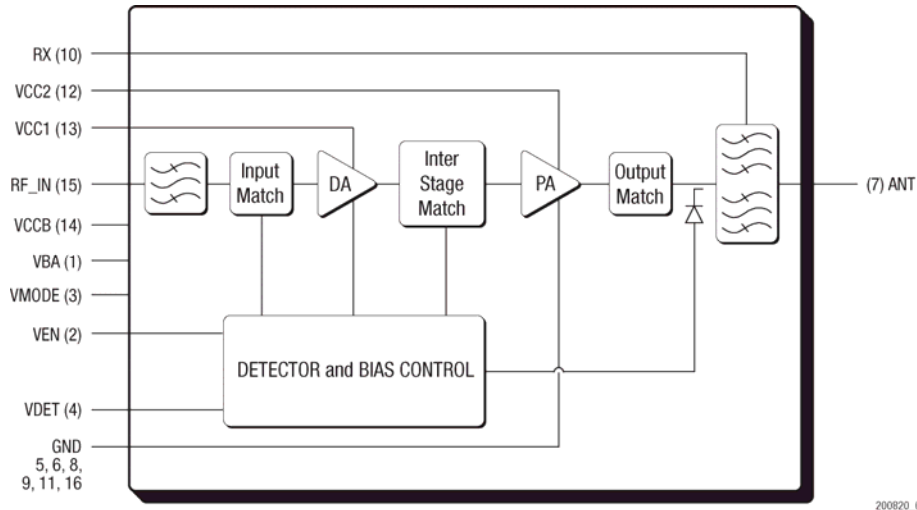 RX (10)
VCC2 (12)
VCC1 (13)
RF_IN (15)
VCCB (14)
VBA (1)
VMODE (3)
VEN (2)
VDET (4)
GND
5, 6, 8,
9, 11, 16
Input
Match
DA
Inter
Stage
Match
PA
Output
Match
(7) ANT
DETECTOR and BIAS CONTROL
200820